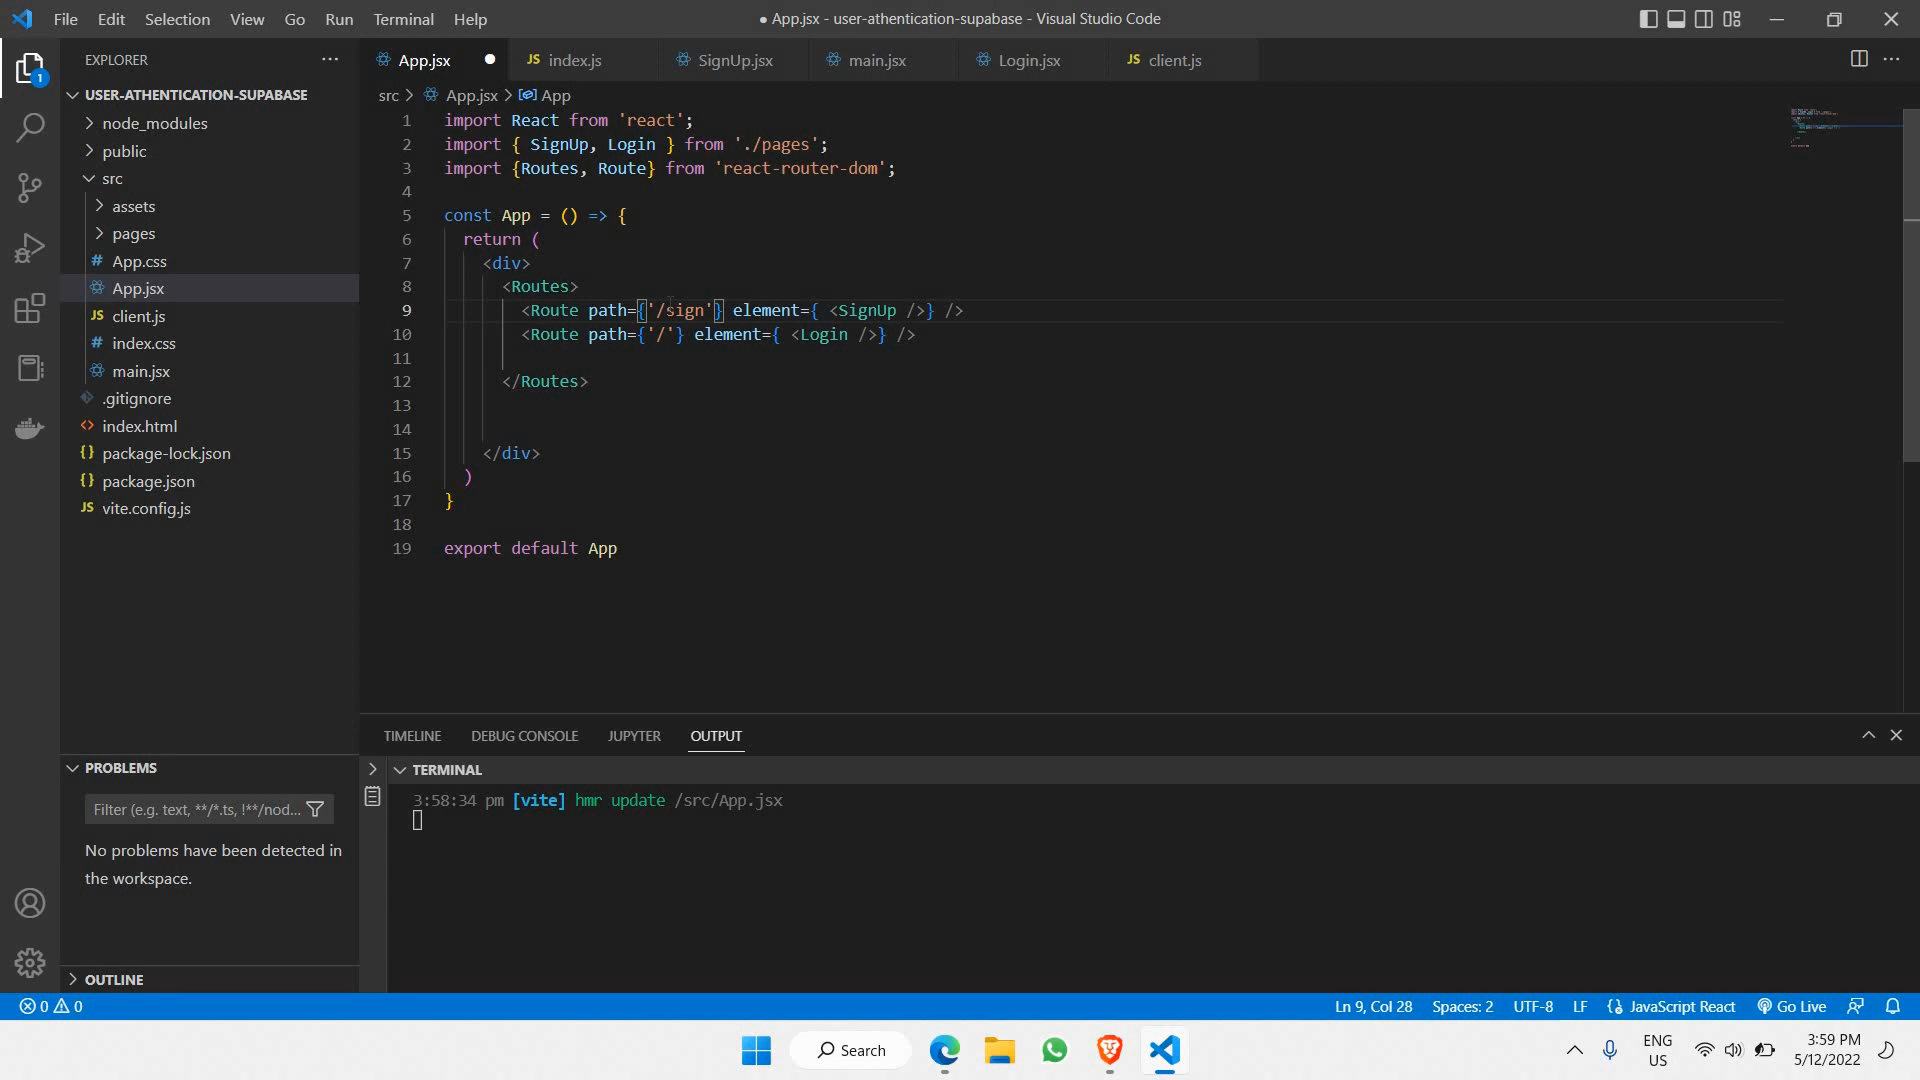 File Edit Selection View Go Run Terminal Help
● App.jsx - user-athentication-supabase - Visual Studio Code
1
EXPLORER
USER-ATHENTICATION-SUPABASE
node_modules
public
src
assets
pages
# App.css
App.jsx
JS client.js
# index.css
main.jsx
.gitignore
<> index.html
{} package-lock.json
{} package.json
JS vite.config.js
PROBLEMS
Filter (e.g. text, **/*.ts, !**/nod...
No problems have been detected in
the workspace.
OUTLINE
App.jsx ● JS index.js SignUp.jsx main.jsx Login.jsx JS client.js
src > App.jsx > App
1 import React from 'react';
2 import { SignUp, Login } from './pages';
3 import {Routes, Route} from 'react-router-dom';
4
5 const App = () => {
6 return (
7 <div>
8 <Routes>
9 <Route path={'/sign'} element={ <SignUp />} />
10 <Route path={'/'} element={ <Login />} />
11
12 </Routes>
13
14
15 </div>
16 )
17 }
18
19 export default App
TIMELINE DEBUG CONSOLE JUPYTER OUTPUT
TERMINAL
3:58:34 pm [vite] hmr update /src/App.jsx
0 0
Ln 9, Col 28 Spaces: 2 UTF-8 LF {} JavaScript React Go Live
Search
ENG
US
3:59 PM
5/12/2022